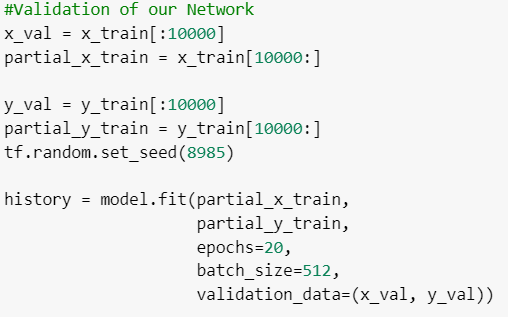 #Validation of our Network
x_val = x_train[:10000]
partial_x_train = x_train[10000:]

y_val = y_train[:10000]
partial_y_train = y_train[10000:]
tf.random.set_seed(8985)

history = model.fit(partial_x_train,
                    partial_y_train,
                    epochs=20,
                    batch_size=512,
                    validation_data=(x_val, y_val))